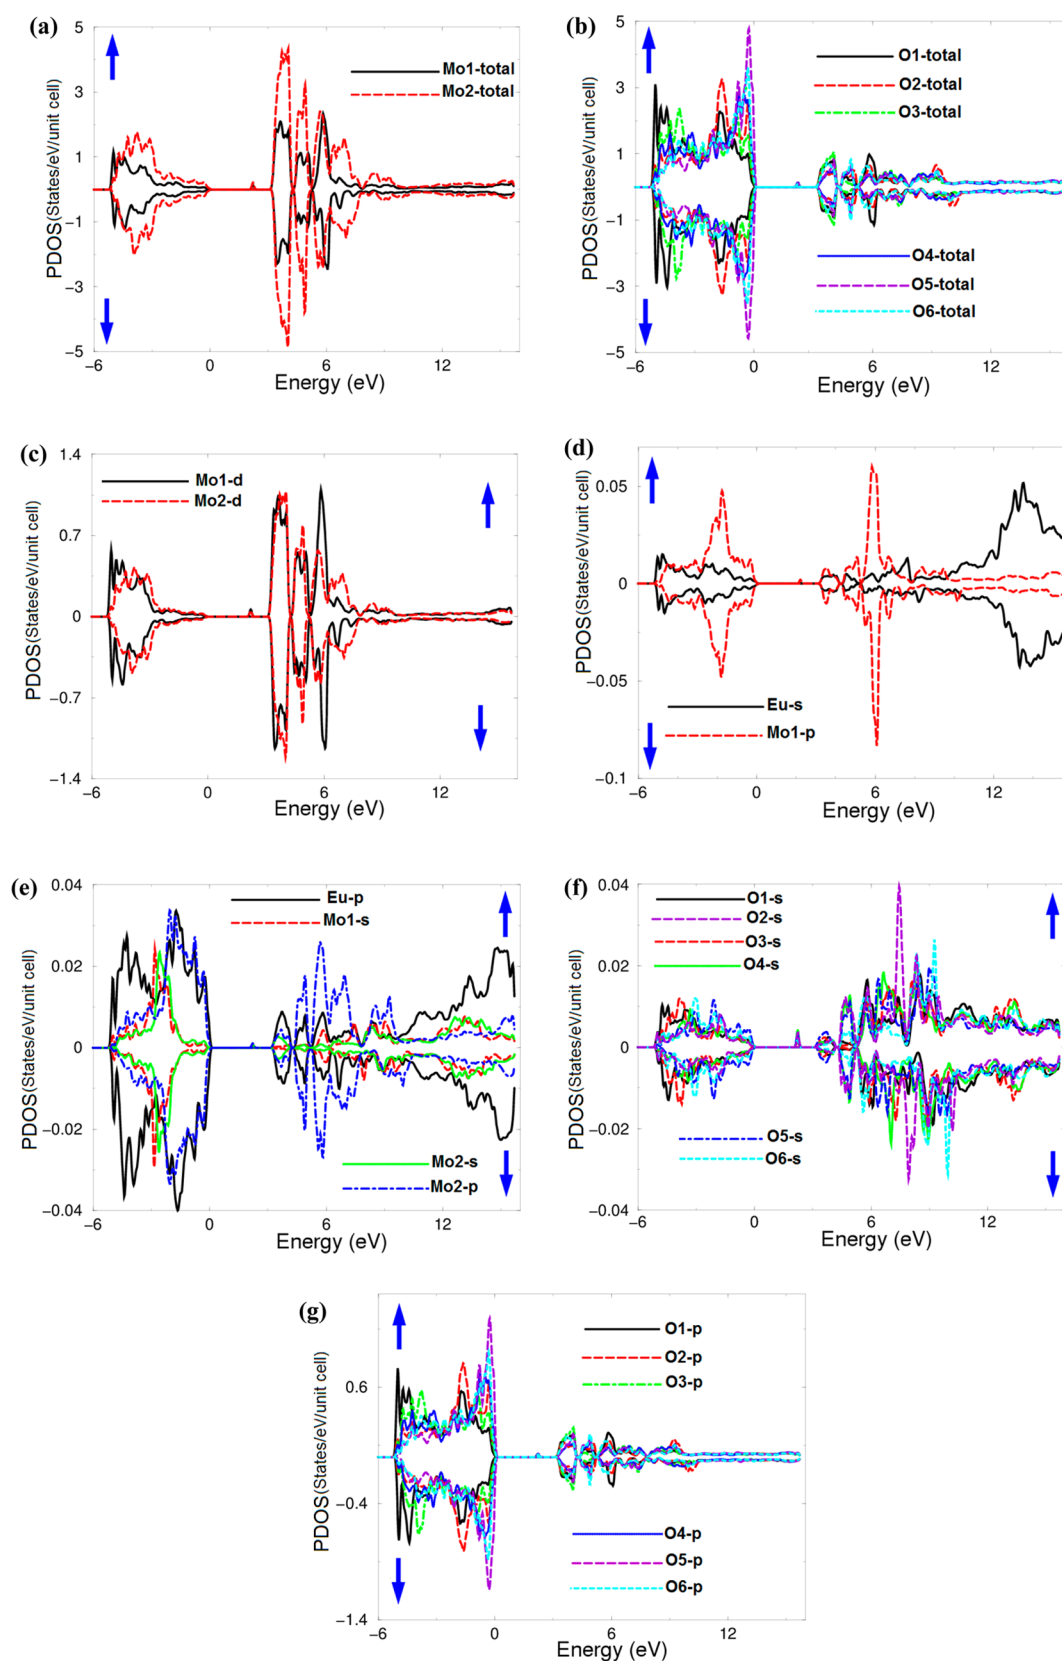 (a)
5
3
1
−1
−3
−5
PDOS(States/eV/unit cell)
Mo1-total
Mo2-total
−6 0 6 12
Energy (eV)
(b)
5
3
1
−1
−3
−5
PDOS(States/eV/unit cell)
O1-total
O2-total
O3-total
O4-total
O5-total
O6-total
−6 0 6 12
Energy (eV)
(c)
1.4
0.7
0
−0.7
−1.4
PDOS(States/eV/unit cell)
Mo1-d
Mo2-d
−6 0 6 12
Energy (eV)
(d)
0.05
0
−0.05
−0.1
PDOS(States/eV/unit cell)
Eu-s
Mo1-p
−6 0 6 12
Energy (eV)
(e)
0.04
0.02
0
−0.02
−0.04
PDOS(States/eV/unit cell)
Eu-p
Mo1-s
Mo2-s
Mo2-p
−6 0 6 12
Energy (eV)
(f)
0.04
0.02
0
−0.02
−0.04
PDOS(States/eV/unit cell)
O1-s
O2-s
O3-s
O4-s
O5-s
O6-s
−6 0 6 12
Energy (eV)
(g)
0.6
−0.4
−1.4
PDOS(States/eV/unit cell)
O1-p
O2-p
O3-p
O4-p
O5-p
O6-p
−6 0 6 12
Energy (eV)